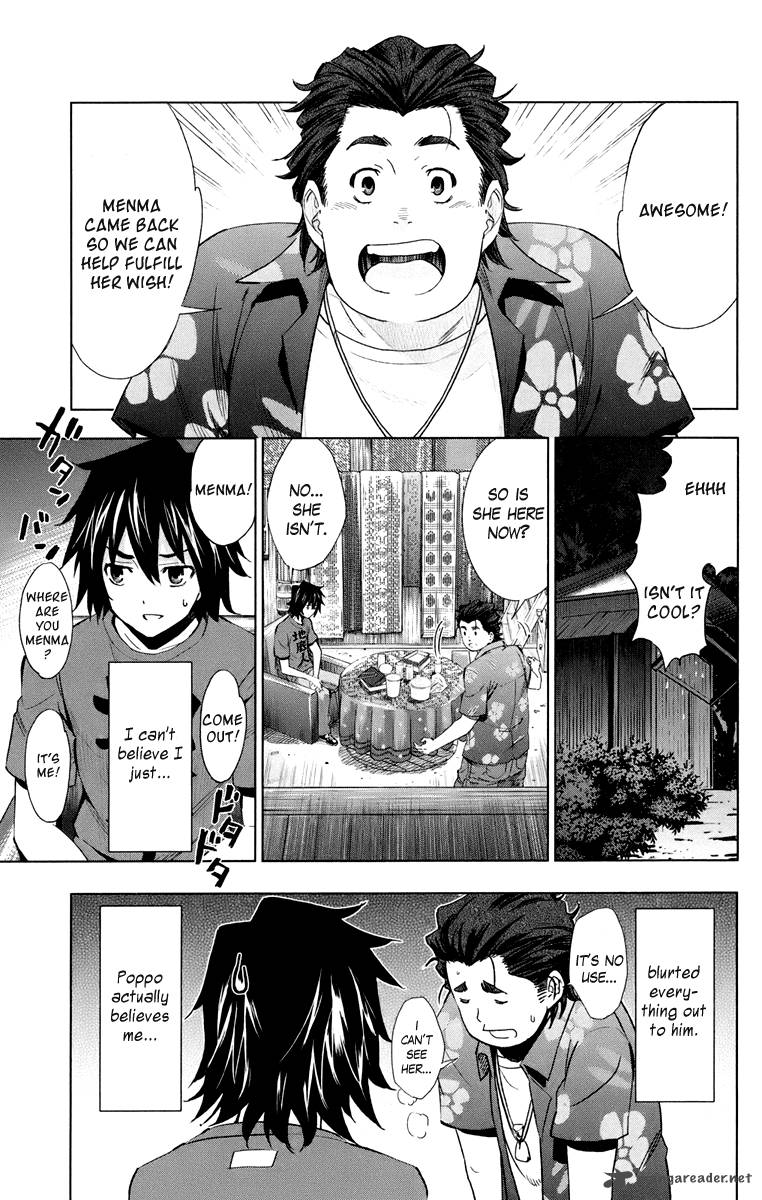 AWESOME!
MENMA
CAME BACK
SO WE CAN
HELP FULFILL
HER WISH!
EHHH
ISN'T IT
COOL?
SO IS
SHE HERE
NOW?
NO...
SHE
ISN'T.
地蔵
MENMA!
ガタン
バン
WHERE
ARE YOU
MENMA
?
COME
OUT!
I can't
believe I
just...
IT'S
ME!
ドタ
ドタ
blurted
every-
thing out
to him.
IT'S NO
USE...
I
CAN'T
SEE
HER...
Poppo
actually
believes
me...
gareader.net